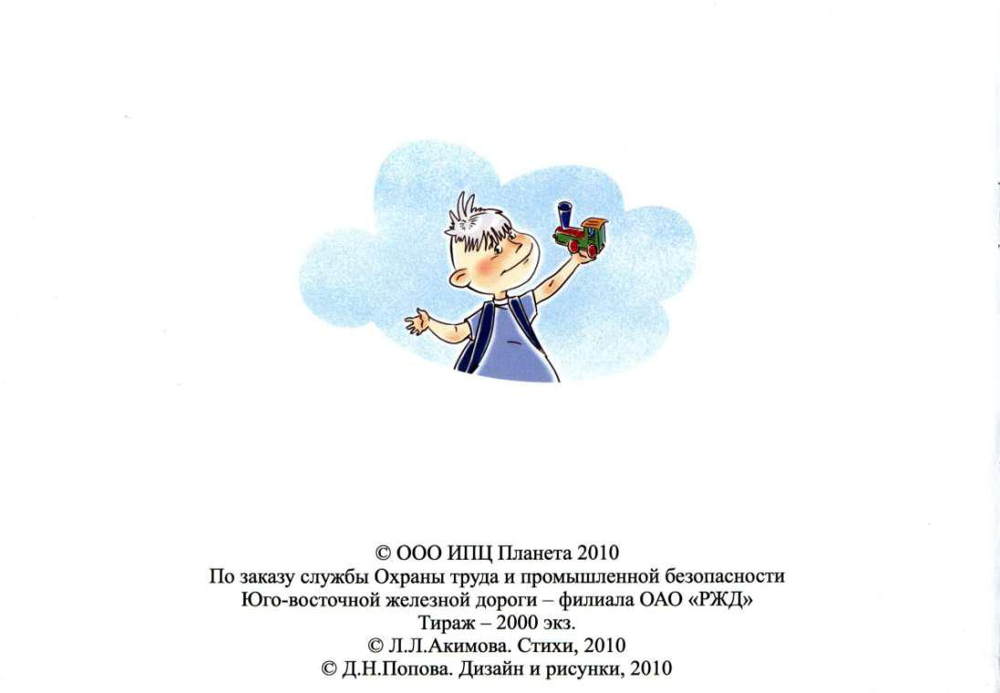 © ООО ИПЦ Планета 2010
По заказу службы Охраны труда и промышленной безопасности
Юго-восточной железной дороги – филиала ОАО «РЖД»
Тираж – 2000 экз.
© Л.Л.Акимова. Стихи, 2010
© Д.Н.Попова. Дизайн и рисунки, 2010